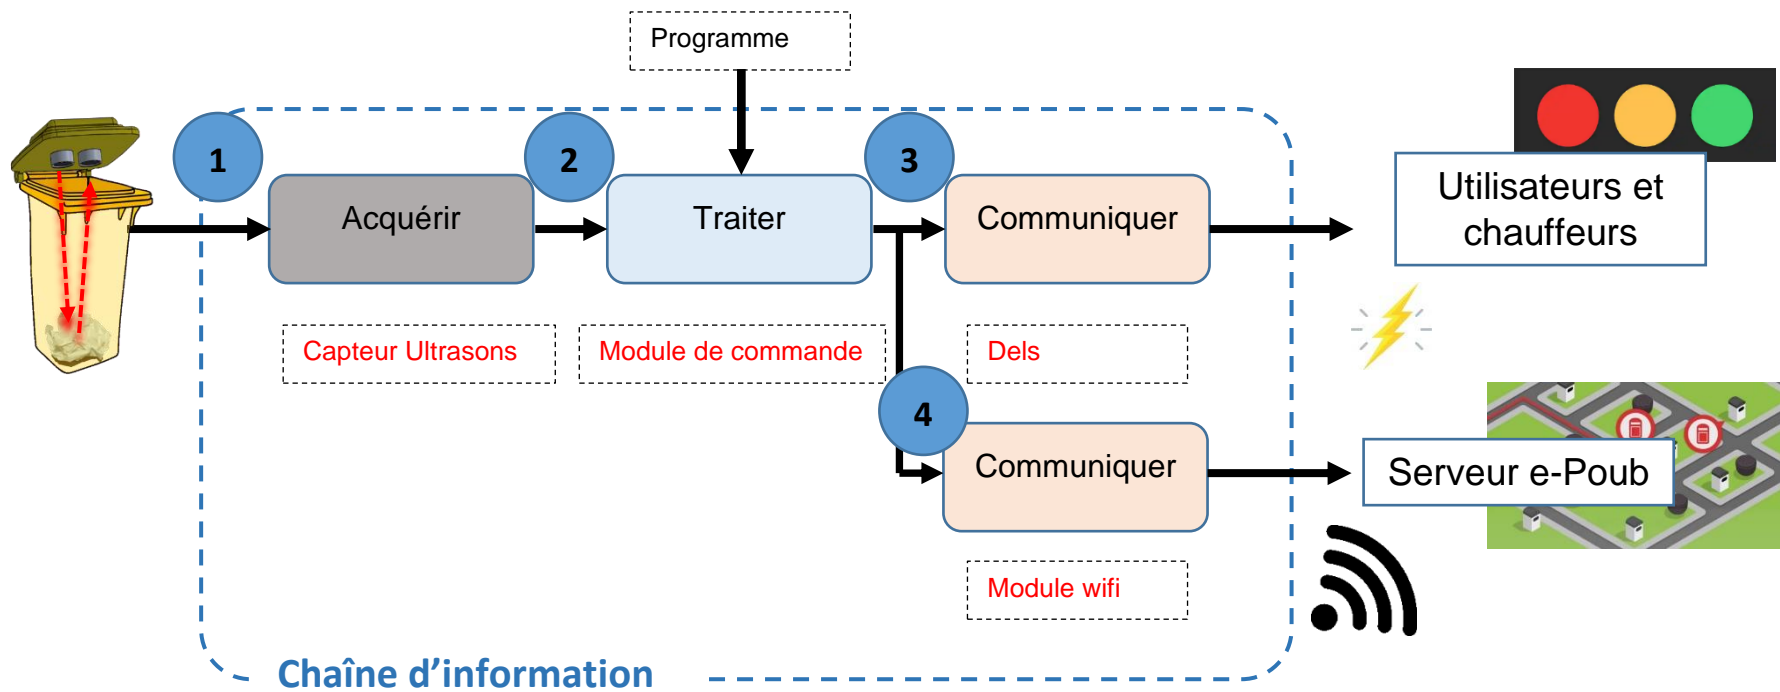 Programme
1
2
3
Acquérir
Traiter
Communiquer
Utilisateurs et
chauffeurs
Capteur Ultrasons
Module de commande
Dels
4
Communiquer
Serveur e-Poub
Module wifi
Chaîne d’information